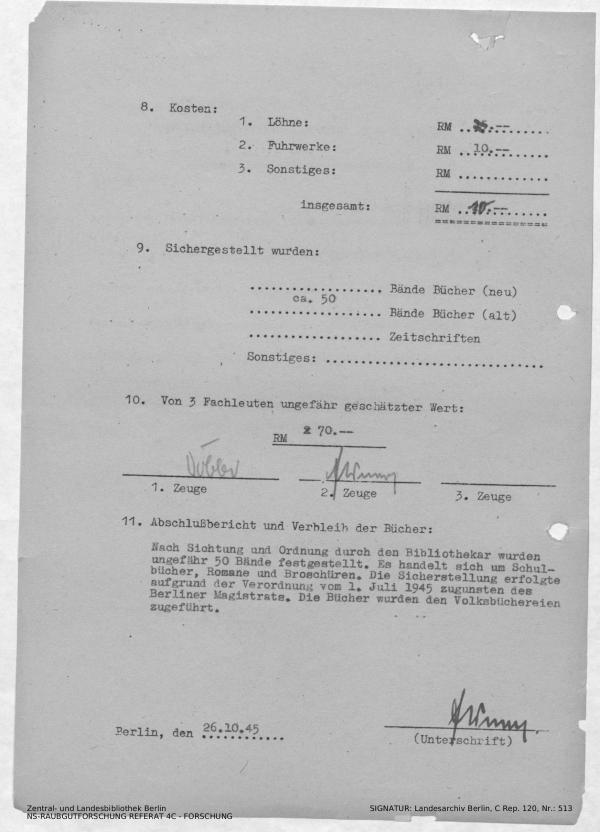 8. Kosten:
1. Löhne: RM ...........--......
2. Fuhrwerke: RM ..10.--......
3. Sonstiges: RM .............
insgesamt: RM ..10.--........
9. Sichergestellt wurden:
................... Bände Bücher (neu)
ca. 50
................... Bände Bücher (alt)
................... Zeitschriften
Sonstiges: ...............................
10. Von 3 Fachleuten ungefähr geschätzter Wert:
RM 70.--
1. Zeuge 2. Zeuge 3. Zeuge
11. Abschlußbericht und Verbleib der Bücher:
Nach Sichtung und Ordnung durch den Bibliothekar wurden
ungefähr 50 Bände festgestellt. Es handelt sich um Schul-
bücher, Romane und Broschüren. Die Sicherstellung erfolgte
aufgrund der Verordnung vom 1. Juli 1945 zugunsten des
Berliner Magistrats. Die Bücher wurden den Volksbüchereien
zugeführt.
Berlin, den 26.10.45
(Unterschrift)
Zentral- und Landesbibliothek Berlin
NS-RAUBGUTFORSCHUNG REFERAT 4C - FORSCHUNG
SIGNATUR: Landesarchiv Berlin, C Rep. 120, Nr.: 513